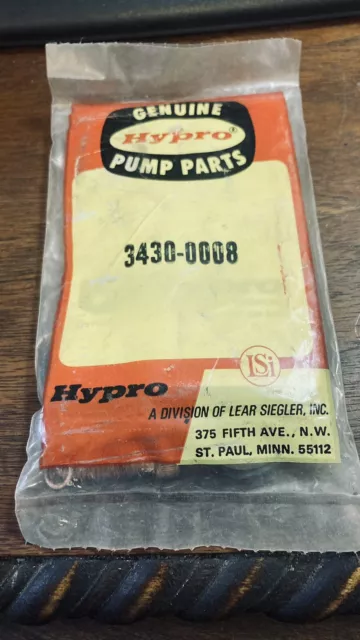 GENUINE
Hypro®
PUMP PARTS
3430-0008
LSi
Hypro
A DIVISION OF LEAR SIEGLER, INC.
375 FIFTH AVE., N.W.
ST. PAUL, MINN. 55112